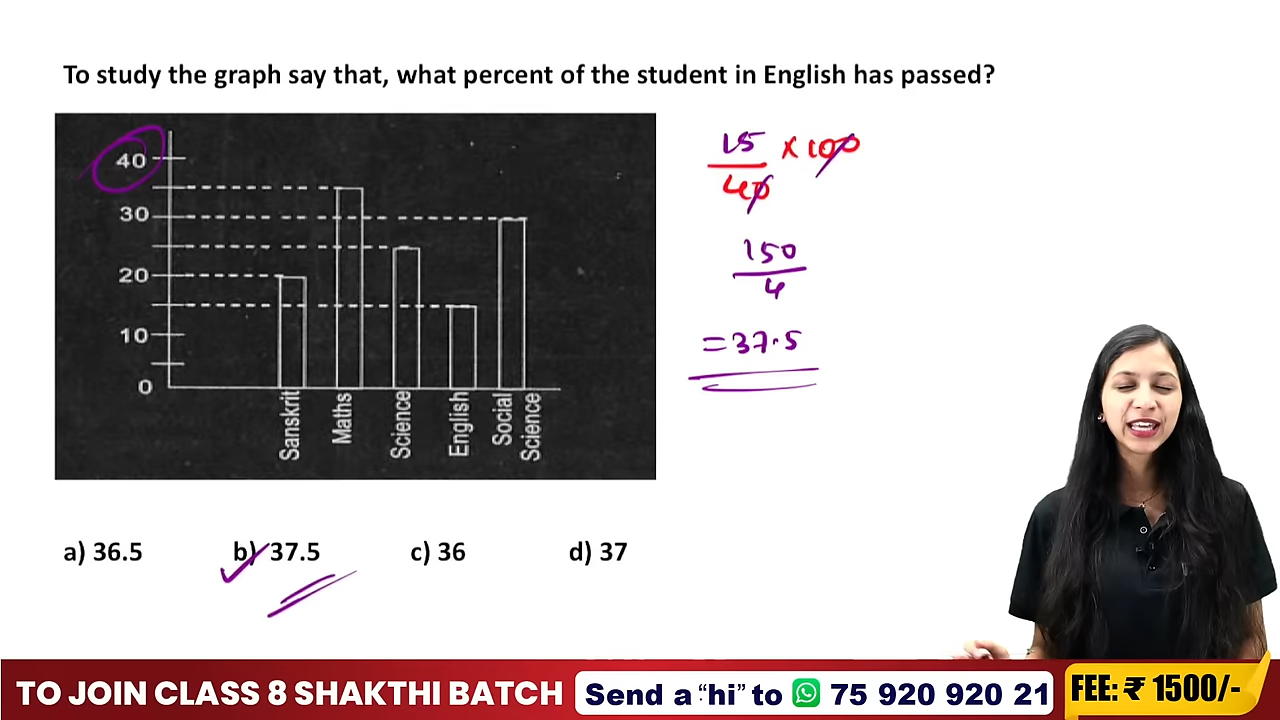 To study the graph say that, what percent of the student in English has passed?
40
30
20
10
0
Sanskrit
Maths
Science
English
Social
Science
15
40
× 100
150
4
= 37.5
a) 36.5
b) 37.5
c) 36
d) 37
TO JOIN CLASS 8 SHAKTHI BATCH
Send a “hi” to 75 920 920 21
FEE: ₹ 1500/-